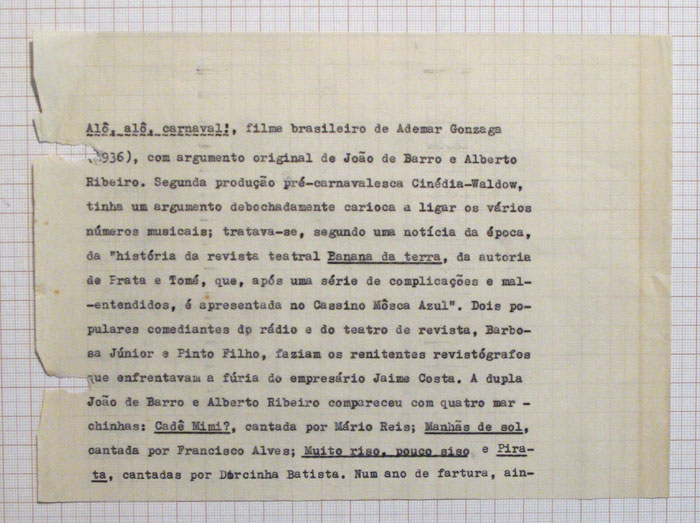 Alô, alô, carnaval!, filme brasileiro de Ademar Gonzaga
(1936), com argumento original de João de Barro e Alberto
Ribeiro. Segunda produção pré-carnavalesca Cinédia-Waldow,
tinha um argumento debochadamente carioca a ligar os vários
números musicais; tratava-se, segundo uma notícia da época,
da "história da revista teatral Banana da terra, da autoria
de Prata e Tomé, que, após uma série de complicações e mal-
-entendidos, é apresentada no Cassino Môsca Azul". Dois po-
pulares comediantes do rádio e do teatro de revista, Barbo-
sa Júnior e Pinto Filho, faziam os renitentes revistógrafos
que enfrentavam a fúria do empresário Jaime Costa. A dupla
João de Barro e Alberto Ribeiro compareceu com quatro mar -
chinhas: Cadê Mimi?, cantada por Mário Reis; Manhãs de sol,
cantada por Francisco Alves; Muito riso, pouco siso e Pira-
ta, cantadas por Dircinha Batista. Num ano de fartura, ain-